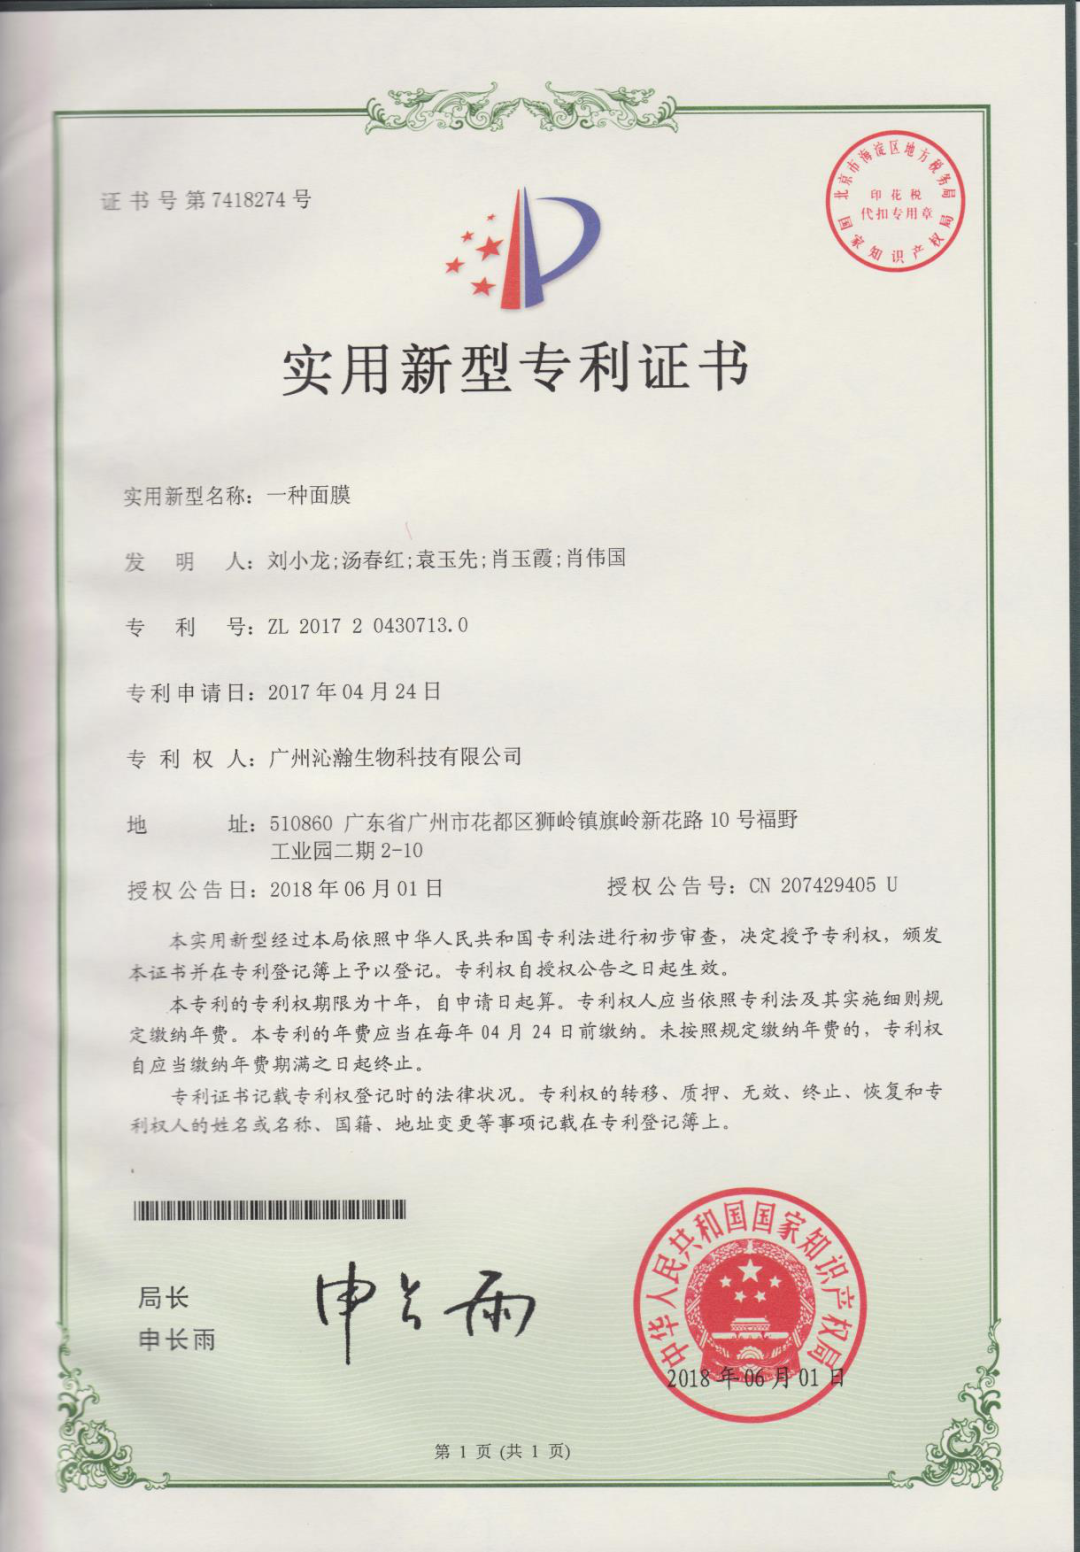 证书号第7418274号
北京市海淀区地方税务局
印花税
代扣专用章
国家知识产权局
实用新型专利证书
实用新型名称：一种面膜
发明人：刘小龙;汤春红;袁玉先;肖玉霞;肖伟国
专利号：ZL 2017 2 0430713.0
专利申请日：2017年04月24日
专利权人：广州沁瀚生物科技有限公司
地址：510860 广东省广州市花都区狮岭镇旗岭新花路10号福野
工业园二期2-10
授权公告日：2018年06月01日 授权公告号：CN 207429405 U
本实用新型经过本局依照中华人民共和国专利法进行初步审查，决定授予专利权，颁发
本证书并在专利登记簿上予以登记。专利权自授权公告之日起生效。
本专利的专利权期限为十年，自申请日起算。专利权人应当依照专利法及其实施细则规
定缴纳年费。本专利的年费应当在每年04月24日前缴纳。未按照规定缴纳年费的，专利权
自应当缴纳年费期满之日起终止。
专利证书记载专利权登记时的法律状况。专利权的转移、质押、无效、终止、恢复和专
利权人的姓名或名称、国籍、地址变更等事项记载在专利登记簿上。
局长
申长雨
申长雨
中华人民共和国国家知识产权局
2018年06月01日
第1页(共1页)